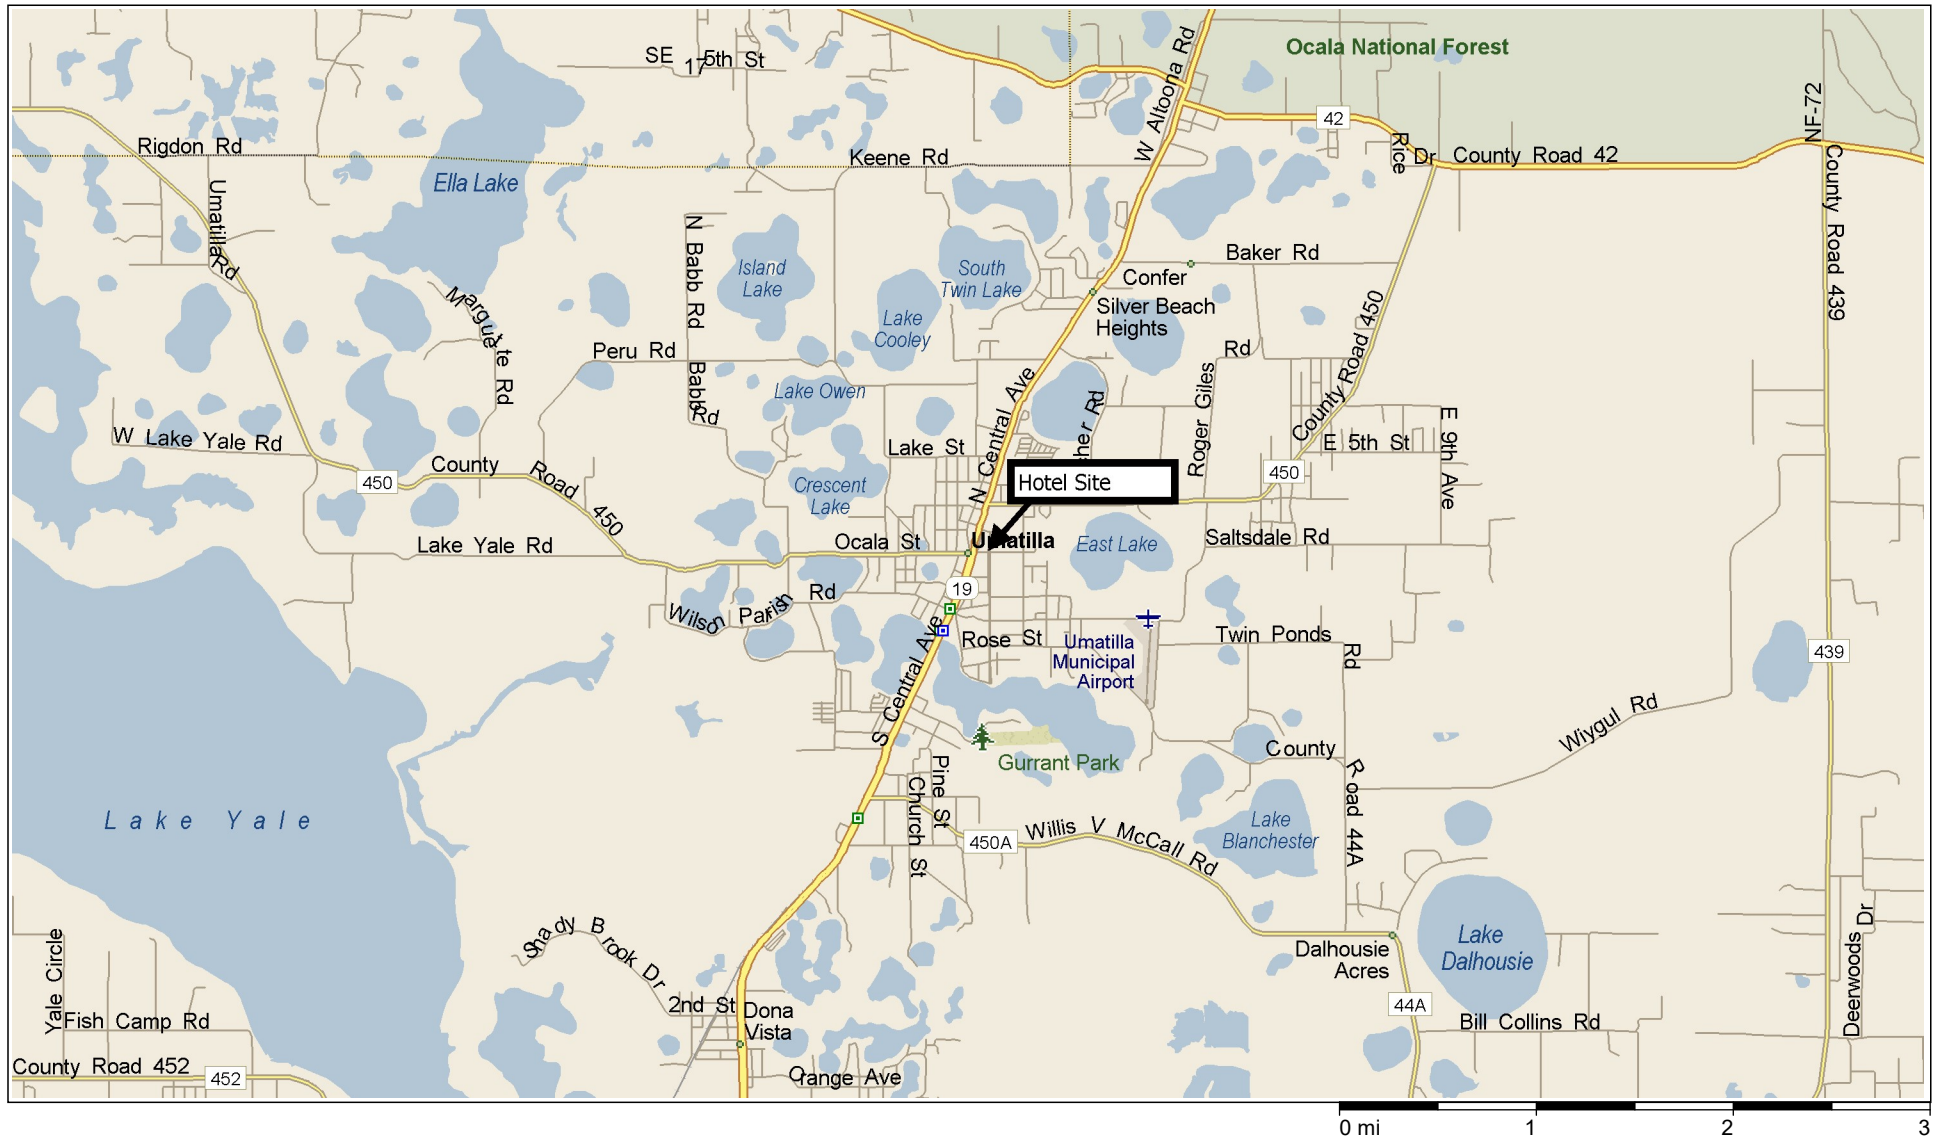 SE 175th St
Ocala National Forest
W Altoona Rd
NF-72
42
Rice Dr
County Road 42
Rigdon Rd
Keene Rd
Ella Lake
Umatilla Rd
N Babb Rd
County Road 439
Baker Rd
Confer
Island
Lake
South
Twin Lake
Marguerite Rd
Silver Beach
Heights
Lake
Cooley
County Road 450
Peru Rd
Rd
Roger Giles
Babb Rd
Lake Owen
N Central Ave
cher Rd
W Lake Yale Rd
Lake St
E 5th St
E 9th Ave
County Road 450
450
450
Hotel Site
Crescent
Lake
Lake Yale Rd
Ocala St
Umatilla
East Lake
Saltsdale Rd
19
Wilson Parish Rd
S Central Ave
Rose St
Umatilla
Municipal
Airport
Twin Ponds
Rd
439
Wiygul Rd
Gurrant Park
County
Road 44A
Pine St
Church St
Lake Yale
450A
Willis V McCall Rd
Lake
Blanchester
Shady Brook Dr
Yale Circle
Dalhousie
Acres
Lake
Dalhousie
Deerwoods Dr
2nd St
Dona
Vista
44A
Fish Camp Rd
Bill Collins Rd
County Road 452
452
Orange Ave
0 mi 1 2 3